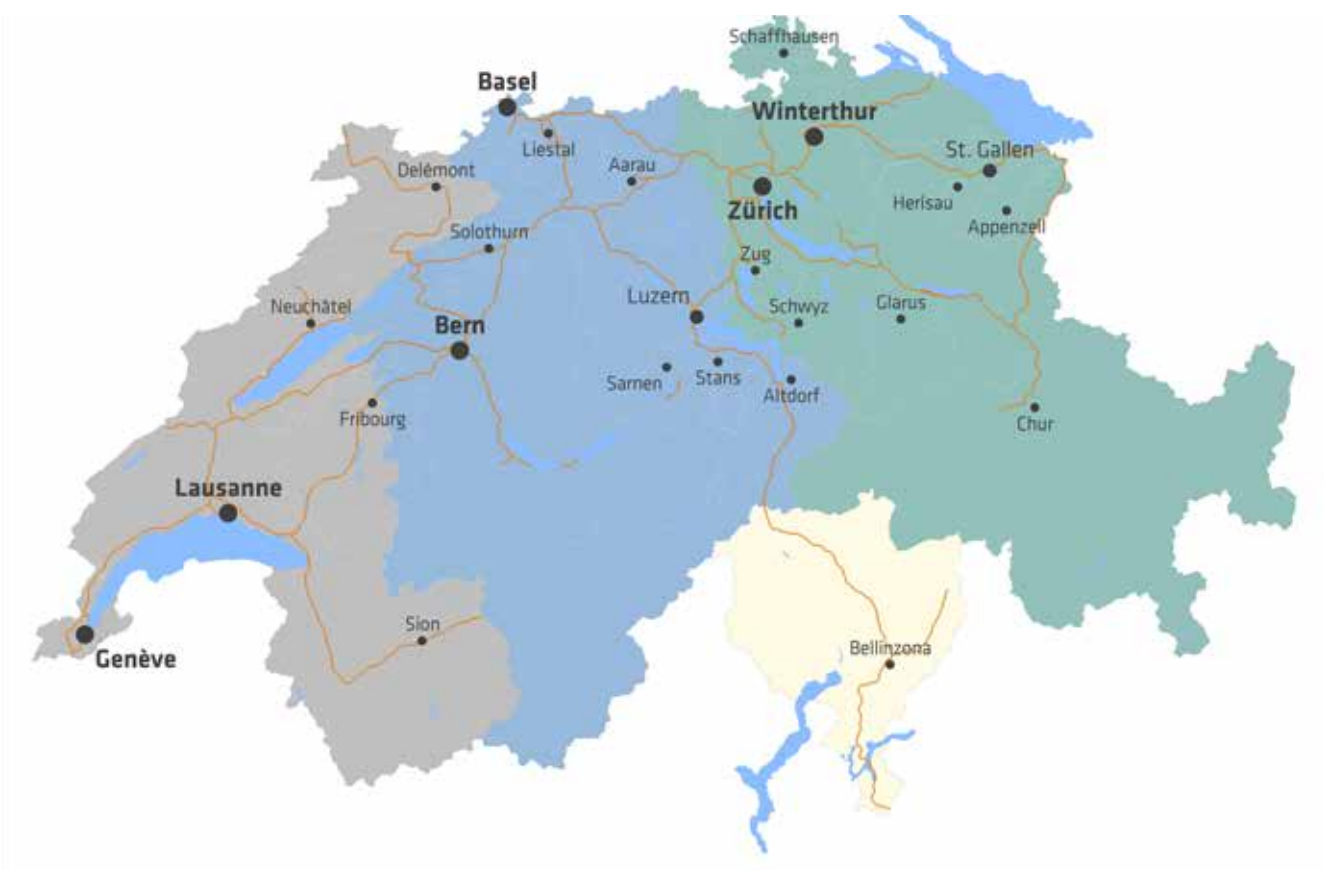 Schaffhausen
Basel
Winterthur
Liestal
St. Gallen
Delémont
Aarau
Herisau
Zürich
Appenzell
Solothurn
Zug
Neuchâtel
Luzern
Schwyz
Glarus
Bern
Sarnen
Stans
Altdorf
Fribourg
Chur
Lausanne
Sion
Bellinzona
Genève